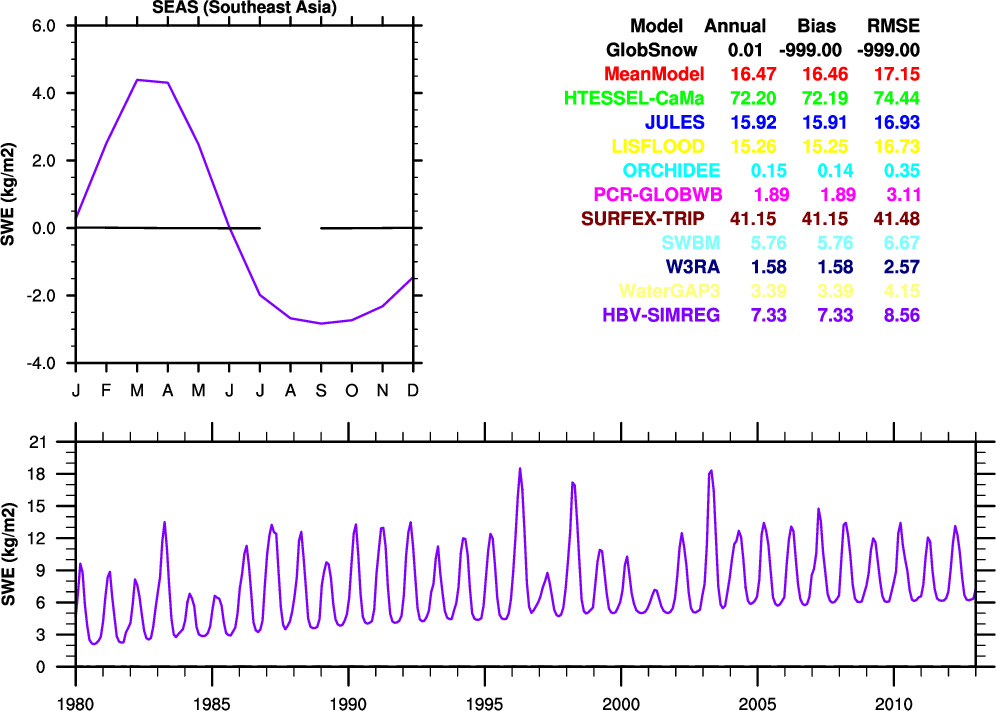 SEAS (Southeast Asia)
6.0
4.0
2.0
0.0
-2.0
-4.0
SWE (kg/m2)
J F M A M J J A S O N D
Model Annual Bias RMSE
GlobSnow 0.01 -999.00 -999.00
MeanModel 16.47 16.46 17.15
HTESSEL-CaMa 72.20 72.19 74.44
JULES 15.92 15.91 16.93
LISFLOOD 15.26 15.25 16.73
ORCHIDEE 0.15 0.14 0.35
PCR-GLOBWB 1.89 1.89 3.11
SURFEX-TRIP 41.15 41.15 41.48
SWBM 5.76 5.76 6.67
W3RA 1.58 1.58 2.57
WaterGAP3 3.39 3.39 4.15
HBV-SIMREG 7.33 7.33 8.56
21
18
15
12
9
6
3
0
SWE (kg/m2)
1980 1985 1990 1995 2000 2005 2010